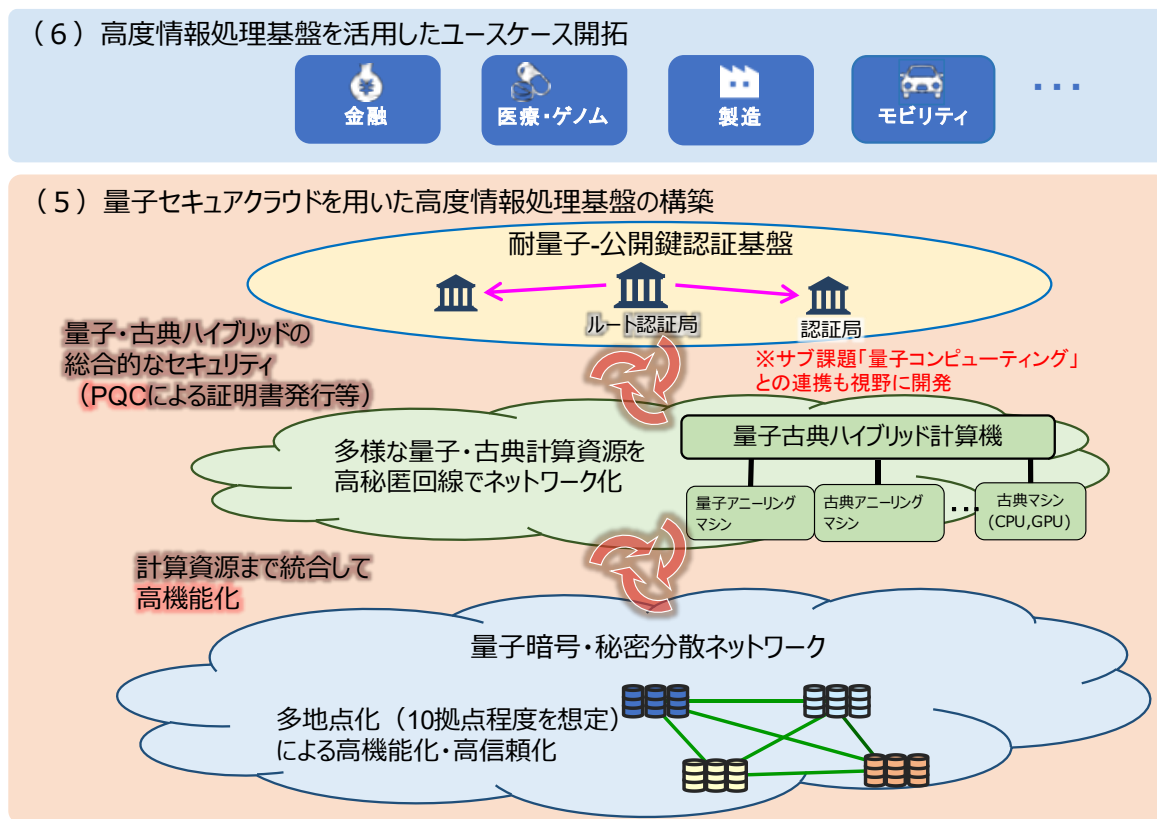 （6）高度情報処理基盤を活用したユースケース開拓
金融
医療・ゲノム
製造
モビリティ
・・・
（5）量子セキュアクラウドを用いた高度情報処理基盤の構築
耐量子-公開鍵認証基盤
ルート認証局
認証局
量子・古典ハイブリッドの
総合的なセキュリティ
（PQCによる証明書発行等）
※サブ課題「量子コンピューティング」
との連携も視野に開発
多様な量子・古典計算資源を
高秘匿回線でネットワーク化
量子古典ハイブリッド計算機
量子アニーリング
マシン
古典アニーリング
マシン
・・・
古典マシン
(CPU,GPU)
計算資源まで統合して
高機能化
量子暗号・秘密分散ネットワーク
多地点化（10拠点程度を想定）
による高機能化・高信頼化